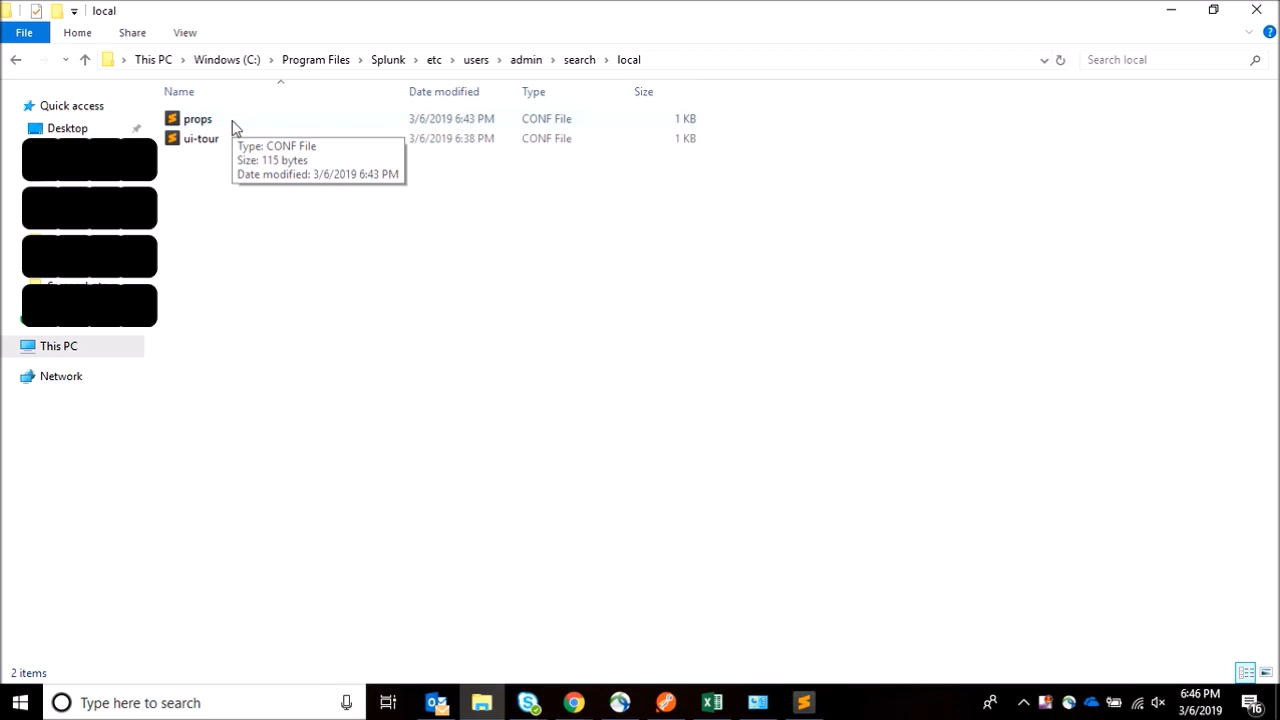 local
File Home Share View
This PC Windows (C:) Program Files Splunk etc users admin search local Search local
Name Date modified Type Size
Quick access
Desktop
This PC
Network
props 3/6/2019 6:43 PM CONF File 1 KB
ui-tour 3/6/2019 6:38 PM CONF File 1 KB
Type: CONF File
Size: 115 bytes
Date modified: 3/6/2019 6:43 PM
2 items
Type here to search
6:46 PM
3/6/2019
16